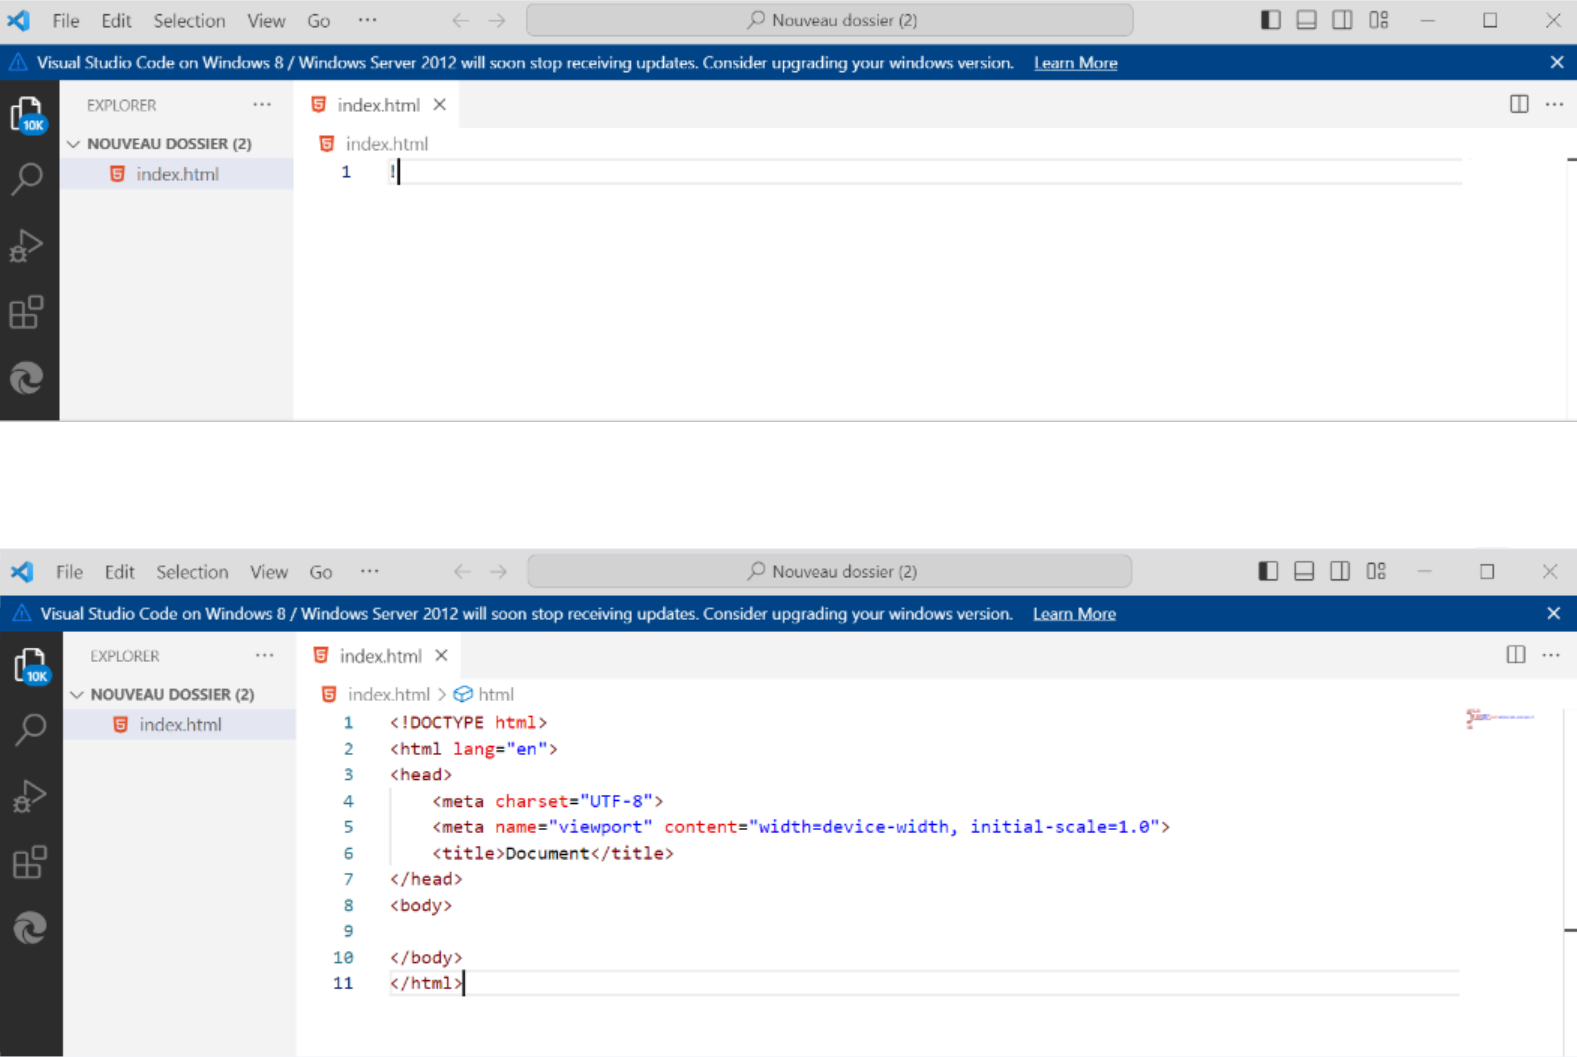 File Edit Selection View Go ··· Nouveau dossier (2)
Visual Studio Code on Windows 8 / Windows Server 2012 will soon stop receiving updates. Consider upgrading your windows version. Learn More
EXPLORER ··· index.html
10K
NOUVEAU DOSSIER (2)
index.html
index.html
1 !
File Edit Selection View Go ··· Nouveau dossier (2)
Visual Studio Code on Windows 8 / Windows Server 2012 will soon stop receiving updates. Consider upgrading your windows version. Learn More
EXPLORER ··· index.html
10K
NOUVEAU DOSSIER (2)
index.html
index.html > html
1 <!DOCTYPE html>
2 <html lang="en">
3 <head>
4 <meta charset="UTF-8">
5 <meta name="viewport" content="width=device-width, initial-scale=1.0">
6 <title>Document</title>
7 </head>
8 <body>
9
10 </body>
11 </html>